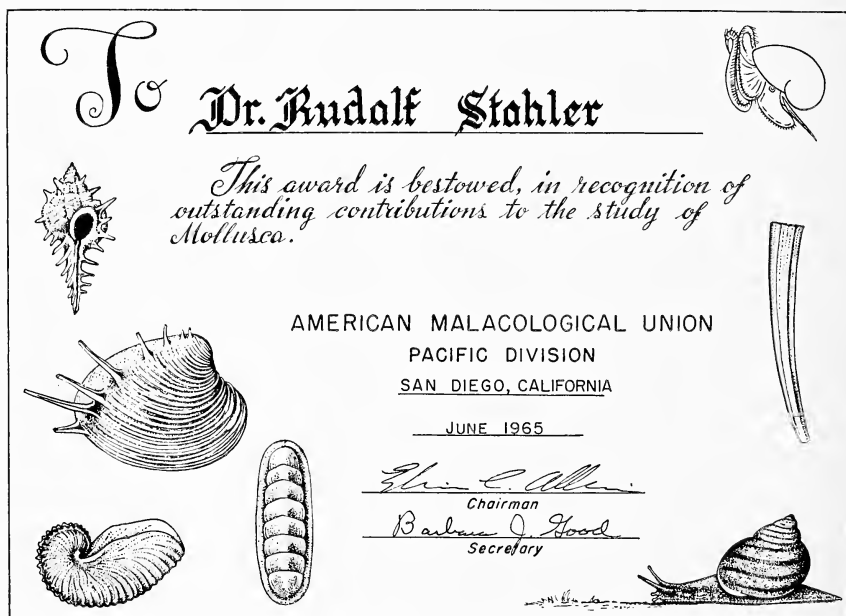 To
Dr. Rudalf Stohler
This award is bestowed, in recognition of
outstanding contributions to the study of
Mollusca.
AMERICAN MALACOLOGICAL UNION
PACIFIC DIVISION
SAN DIEGO, CALIFORNIA
JUNE 1965
Chairman
Barbara J. Good
Secretary